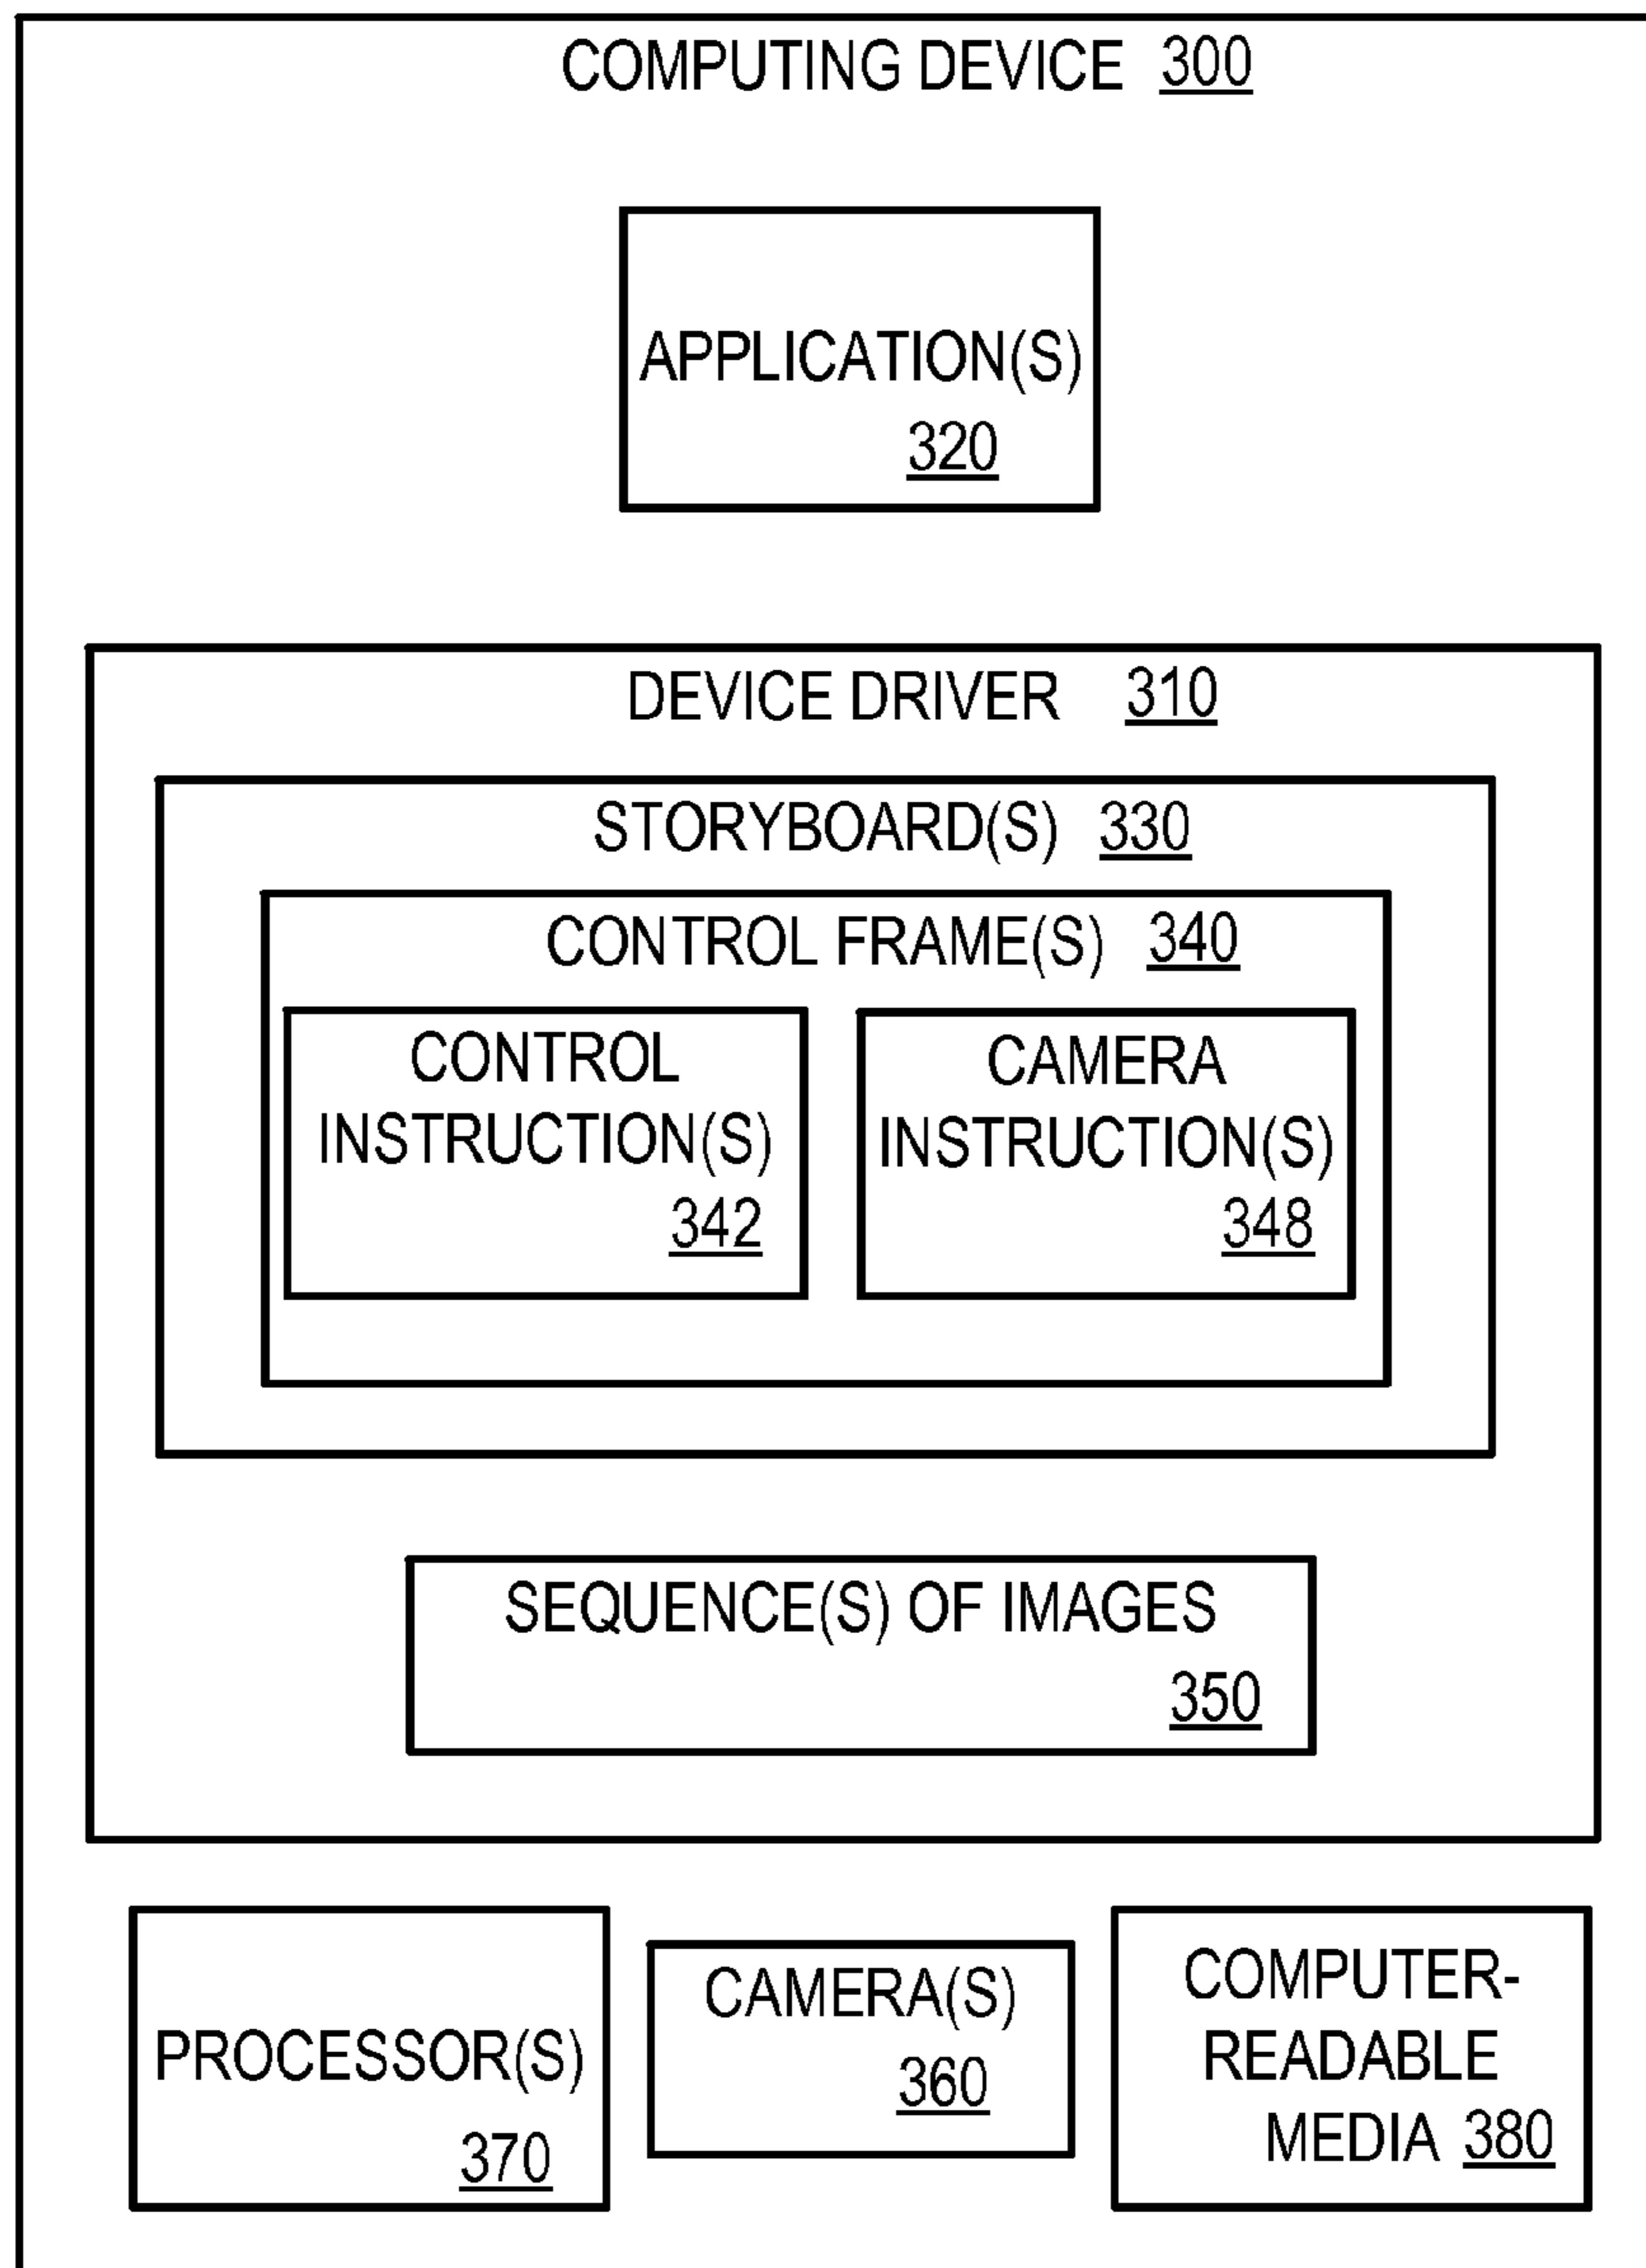 COMPUTING DEVICE 300
APPLICATION(S)
320
DEVICE DRIVER 310
STORYBOARD(S) 330
CONTROL FRAME(S) 340
CONTROL
INSTRUCTION(S)
342
CAMERA
INSTRUCTION(S)
348
SEQUENCE(S) OF IMAGES
350
PROCESSOR(S)
370
CAMERA(S)
360
COMPUTER-
READABLE
MEDIA 380